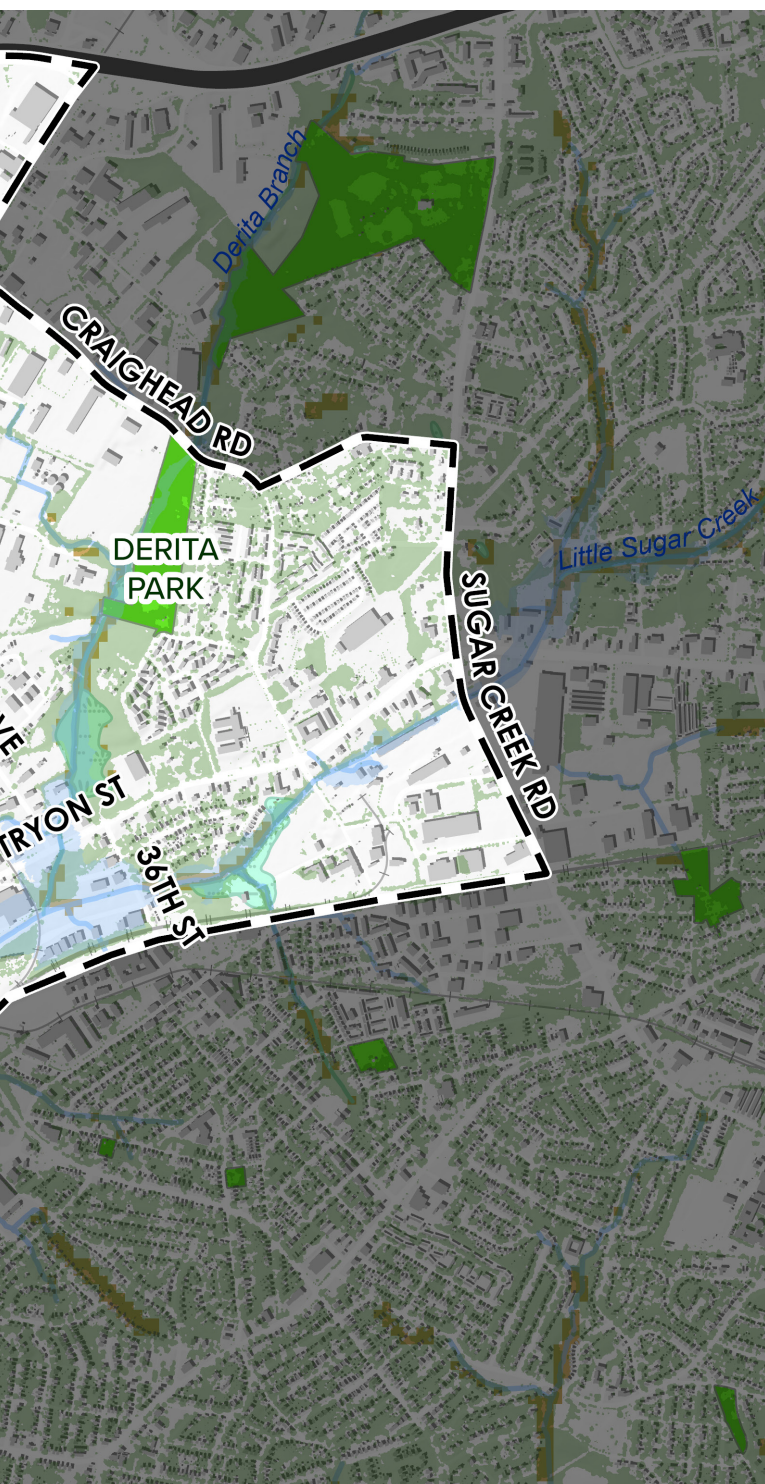 Derita Branch
CRAIGHEAD RD
Little Sugar Creek
DERITA
PARK
SUGAR CREEK RD
VE
TRYON ST
36TH ST